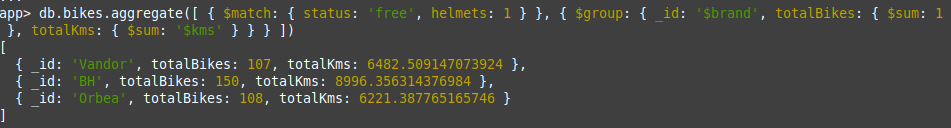 app> db.bikes.aggregate([ { $match: { status: 'free', helmets: 1 } }, { $group: { _id: '$brand', totalBikes: { $sum: 1
 }, totalKms: { $sum: '$kms' } } } ])
[
  { _id: 'Vandor', totalBikes: 107, totalKms: 6482.509147073924 },
  { _id: 'BH', totalBikes: 150, totalKms: 8996.356314376984 },
  { _id: 'Orbea', totalBikes: 108, totalKms: 6221.387765165746 }
]